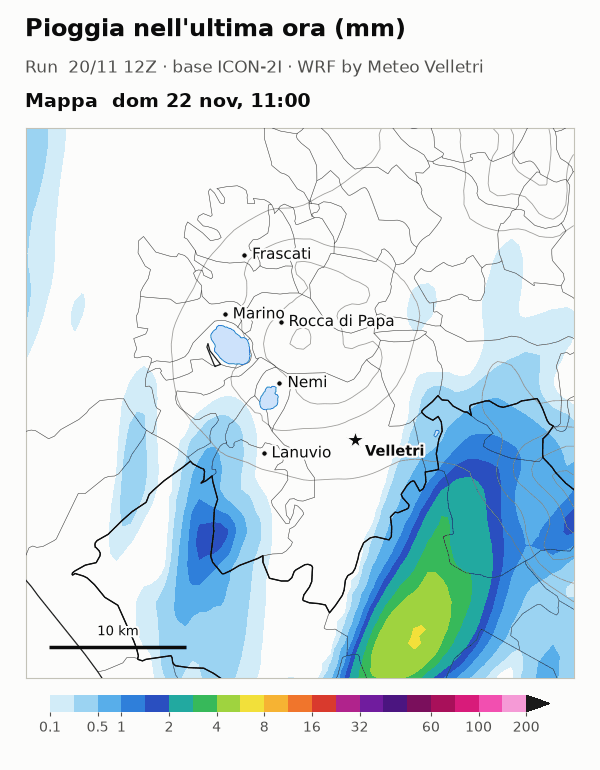 Pioggia nell'ultima ora (mm)
Run 20/11 12Z · base ICON-2I · WRF by Meteo Velletri
Mappa dom 22 nov, 11:00
Frascati
Marino
Rocca di Papa
Nemi
Velletri
Lanuvio
10 km
0.1 0.5 1 2 4 8 16 32 60 100 200